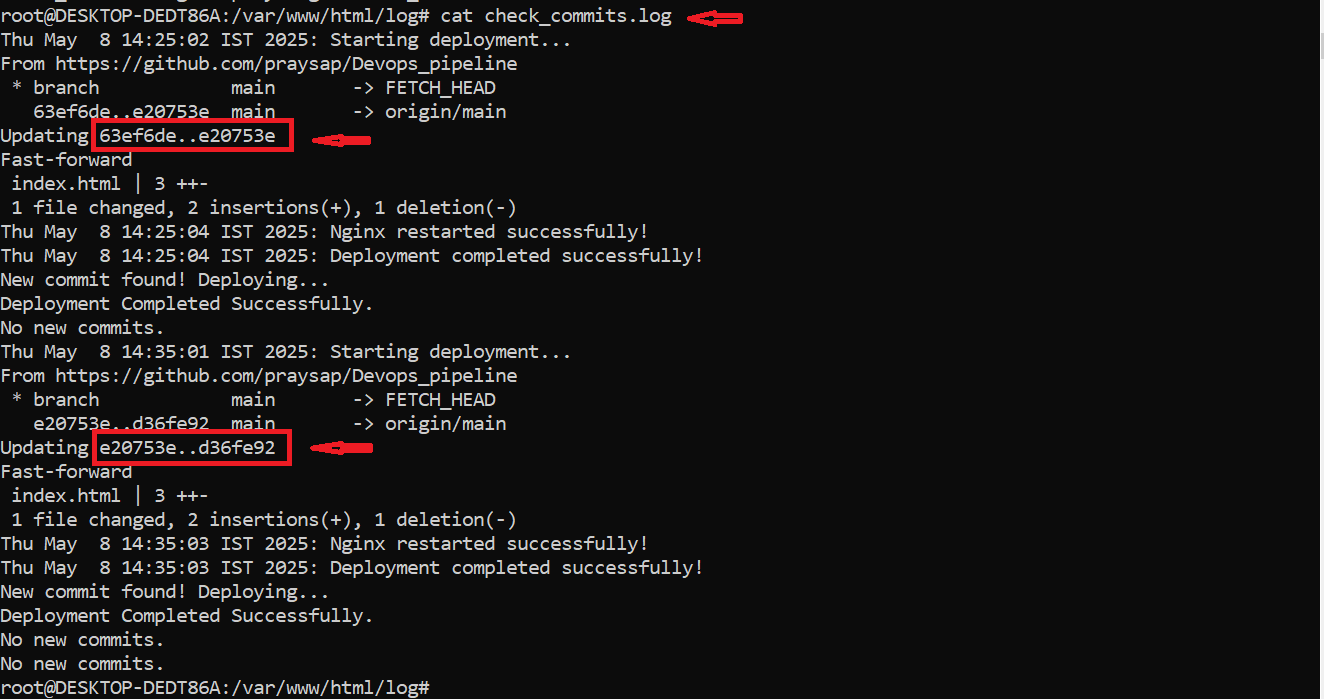 root@DESKTOP-DEDT86A:/var/www/html/log# cat check_commits.log
Thu May  8 14:25:02 IST 2025: Starting deployment...
From https://github.com/praysap/Devops_pipeline
 * branch            main       -> FETCH_HEAD
   63ef6de..e20753e  main       -> origin/main
Updating 63ef6de..e20753e
Fast-forward
 index.html | 3 ++-
 1 file changed, 2 insertions(+), 1 deletion(-)
Thu May  8 14:25:04 IST 2025: Nginx restarted successfully!
Thu May  8 14:25:04 IST 2025: Deployment completed successfully!
New commit found! Deploying...
Deployment Completed Successfully.
No new commits.
Thu May  8 14:35:01 IST 2025: Starting deployment...
From https://github.com/praysap/Devops_pipeline
 * branch            main       -> FETCH_HEAD
   e20753e..d36fe92  main       -> origin/main
Updating e20753e..d36fe92
Fast-forward
 index.html | 3 ++-
 1 file changed, 2 insertions(+), 1 deletion(-)
Thu May  8 14:35:03 IST 2025: Nginx restarted successfully!
Thu May  8 14:35:03 IST 2025: Deployment completed successfully!
New commit found! Deploying...
Deployment Completed Successfully.
No new commits.
No new commits.
root@DESKTOP-DEDT86A:/var/www/html/log#